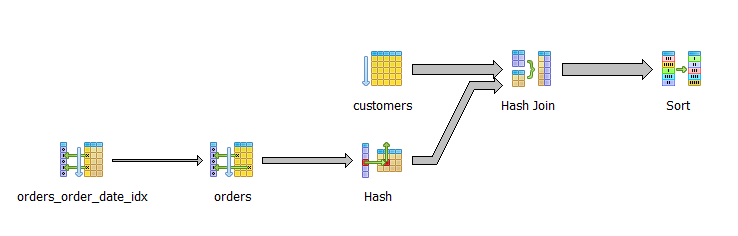 customers
Hash Join
Sort
orders_order_date_idx
orders
Hash